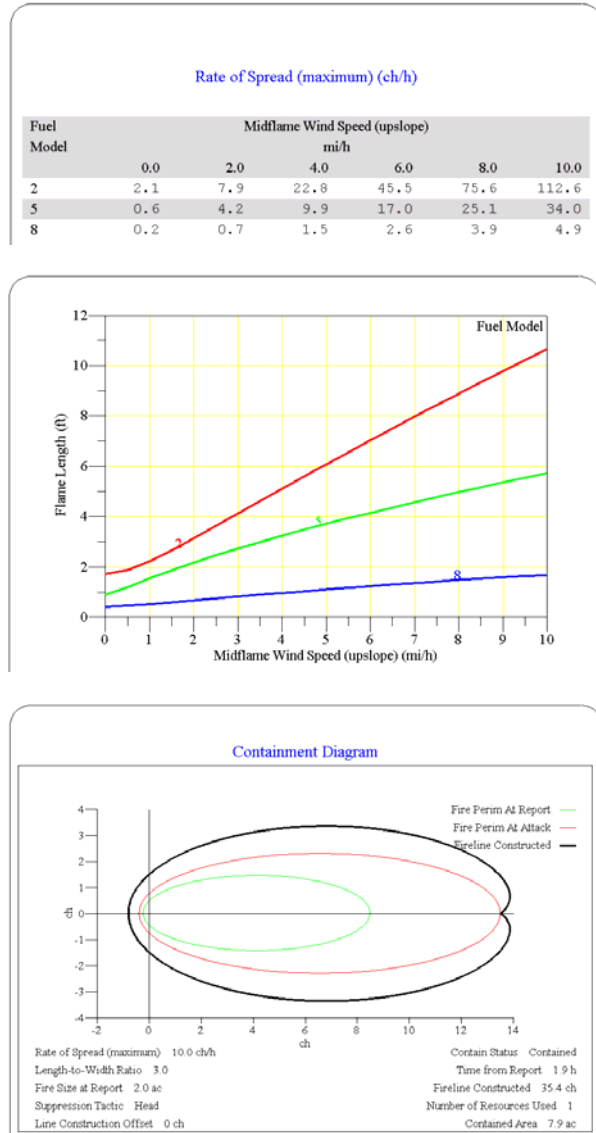 Rate of Spread (maximum) (ch/h)
Fuel Midflame Wind Speed (upslope)
Model mi/h
0.0 2.0 4.0 6.0 8.0 10.0
2 2.1 7.9 22.8 45.5 75.6 112.6
5 0.6 4.2 9.9 17.0 25.1 34.0
8 0.2 0.7 1.5 2.6 3.9 4.9
12
Fuel Model
10
8
6
4
2
0
Flame Length (ft)
2
5
8
0 1 2 3 4 5 6 7 8 9 10
Midflame Wind Speed (upslope) (mi/h)
Containment Diagram
Fire Perim At Report
Fire Perim At Attack
Fireline Constructed
4
3
2
1
0
-1
-2
-3
-4
ch
-2 0 2 4 6 8 10 12 14
ch
Rate of Spread (maximum) 10.0 ch/h Contain Status Contained
Length-to-Width Ratio 3.0 Time from Report 1.9 h
Fire Size at Report 2.0 ac Fireline Constructed 35.4 ch
Suppression Tactic Head Number of Resources Used 1
Line Construction Offset 0 ch Contained Area 7.9 ac